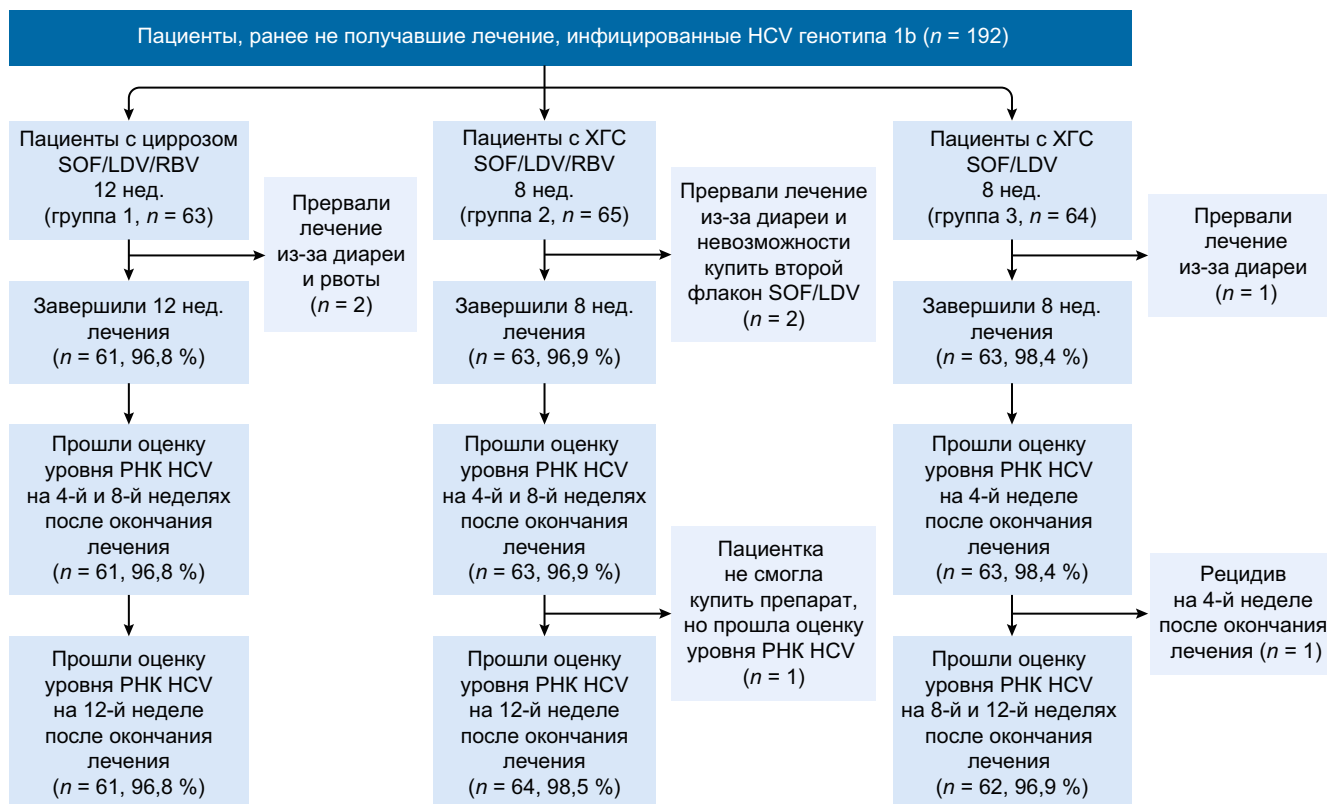 Пациенты, ранее не получавшие лечение, инфицированные HCV генотипа 1b (n = 192)
Пациенты с циррозом
SOF/LDV/RBV
12 нед.
(группа 1, n = 63)
Прервали
лечение
из-за диареи
и рвоты
(n = 2)
Завершили 12 нед.
лечения
(n = 61, 96,8 %)
Прошли оценку
уровня РНК HCV
на 4-й и 8-й неделях
после окончания
лечения
(n = 61, 96,8 %)
Прошли оценку
уровня РНК HCV
на 12-й неделе
после окончания
лечения
(n = 61, 96,8 %)
Пациенты с ХГС
SOF/LDV/RBV
8 нед.
(группа 2, n = 65)
Прервали лечение
из-за диареи и
невозможности
купить второй
флакон SOF/LDV
(n = 2)
Завершили 8 нед.
лечения
(n = 63, 96,9 %)
Прошли оценку
уровня РНК HCV
на 4-й и 8-й неделях
после окончания
лечения
(n = 63, 96,9 %)
Пациентка
не смогла
купить препарат,
но прошла оценку
уровня РНК HCV
(n = 1)
Прошли оценку
уровня РНК HCV
на 12-й неделе
после окончания
лечения
(n = 64, 98,5 %)
Пациенты с ХГС
SOF/LDV
8 нед.
(группа 3, n = 64)
Прервали
лечение
из-за диареи
(n = 1)
Завершили 8 нед.
лечения
(n = 63, 98,4 %)
Прошли оценку
уровня РНК HCV
на 4-й неделе
после окончания
лечения
(n = 63, 98,4 %)
Рецидив
на 4-й неделе
после окончания
лечения (n = 1)
Прошли оценку
уровня РНК HCV
на 8-й и 12-й неделях
после окончания
лечения
(n = 62, 96,9 %)